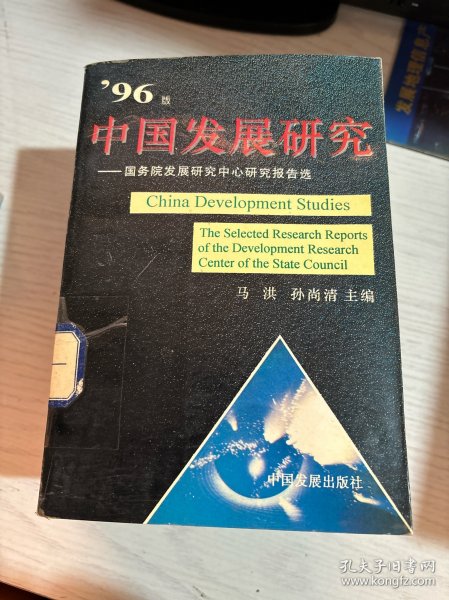 '96版
中国发展研究
——国务院发展研究中心研究报告选
China Development Studies
The Selected Research Reports
of the Development Research
Center of the State Council
马 洪 孙尚清 主编
中国发展出版社
孔夫子旧书网
www.kongfz.com